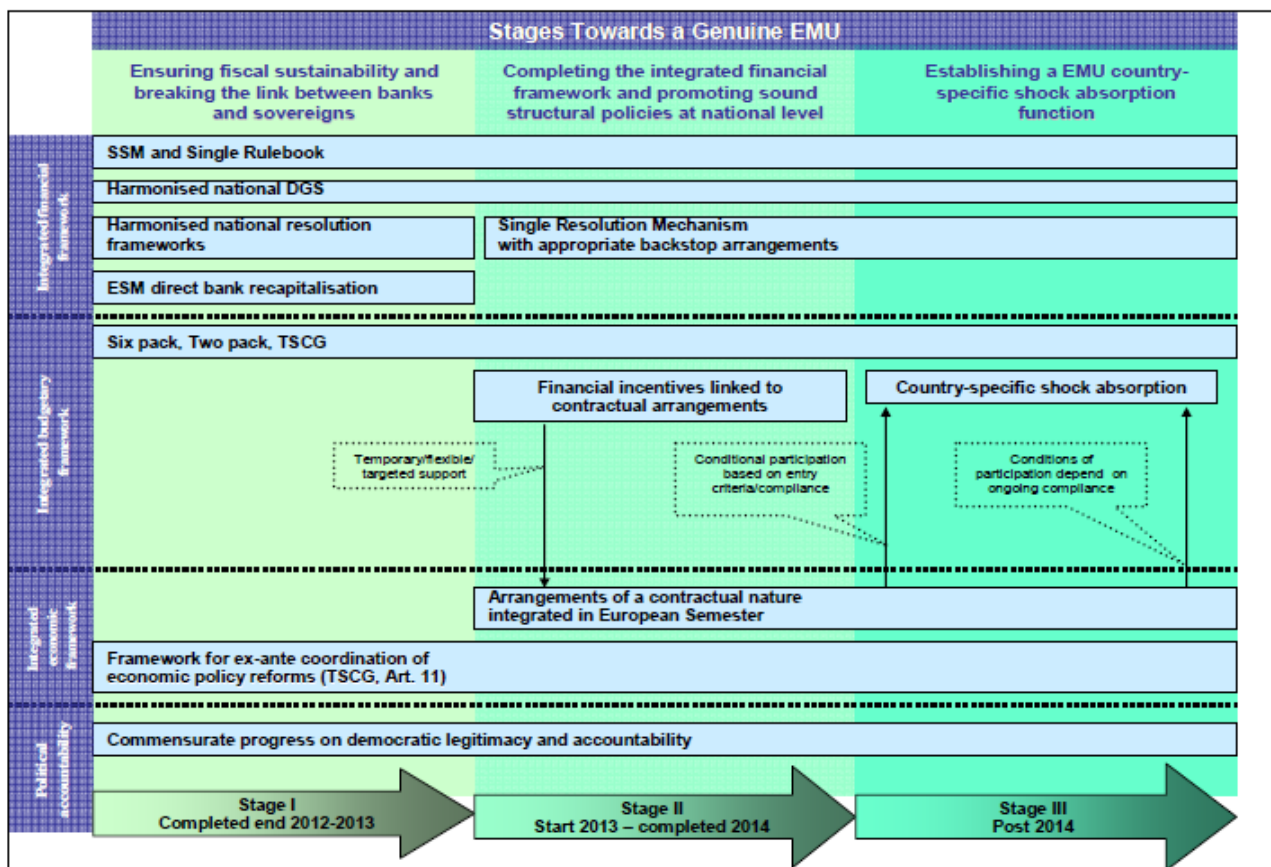 Stages Towards a Genuine EMU
Ensuring fiscal sustainability and
breaking the link between banks
and sovereigns
Completing the integrated financial
framework and promoting sound
structural policies at national level
Establishing a EMU country-
specific shock absorption
function
Integrated financial
framework
SSM and Single Rulebook
Harmonised national DGS
Harmonised national resolution
frameworks
Single Resolution Mechanism
with appropriate backstop arrangements
ESM direct bank recapitalisation
Integrated budgetary
framework
Six pack, Two pack, TSCG
Financial incentives linked to
contractual arrangements
Country-specific shock absorption
Temporary/flexible/
targeted support
Conditional participation
based on entry
criteria/compliance
Conditions of
participation depend on
ongoing compliance
Integrated
economic
framework
Arrangements of a contractual nature
integrated in European Semester
Framework for ex-ante coordination of
economic policy reforms (TSCG, Art. 11)
Political
accountability
Commensurate progress on democratic legitimacy and accountability
Stage I
Completed end 2012-2013
Stage II
Start 2013 – completed 2014
Stage III
Post 2014